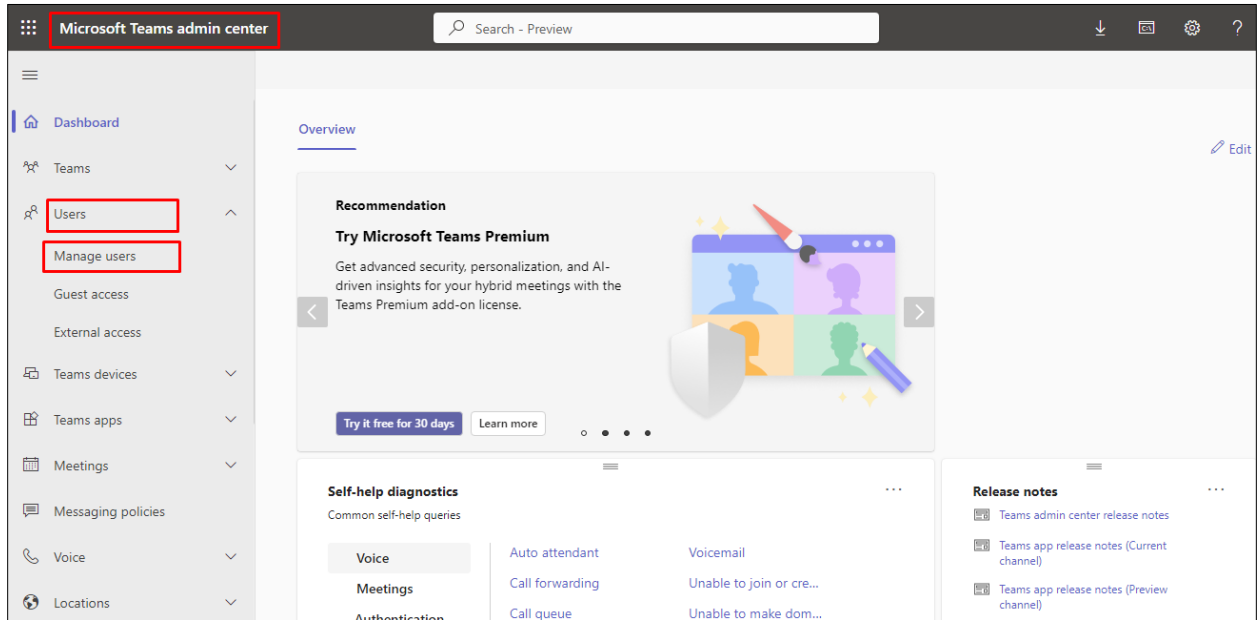 Microsoft Teams admin center
Search - Preview
Dashboard
Teams
Users
Manage users
Guest access
External access
Teams devices
Teams apps
Meetings
Messaging policies
Voice
Locations
Overview
Edit
Recommendation
Try Microsoft Teams Premium
Get advanced security, personalization, and AI-
driven insights for your hybrid meetings with the
Teams Premium add-on license.
Try it free for 30 days
Learn more
Self-help diagnostics
Common self-help queries
Voice
Meetings
Authentication
Auto attendant
Call forwarding
Call queue
Voicemail
Unable to join or cre...
Unable to make dom...
Release notes
Teams admin center release notes
Teams app release notes (Current
channel)
Teams app release notes (Preview
channel)